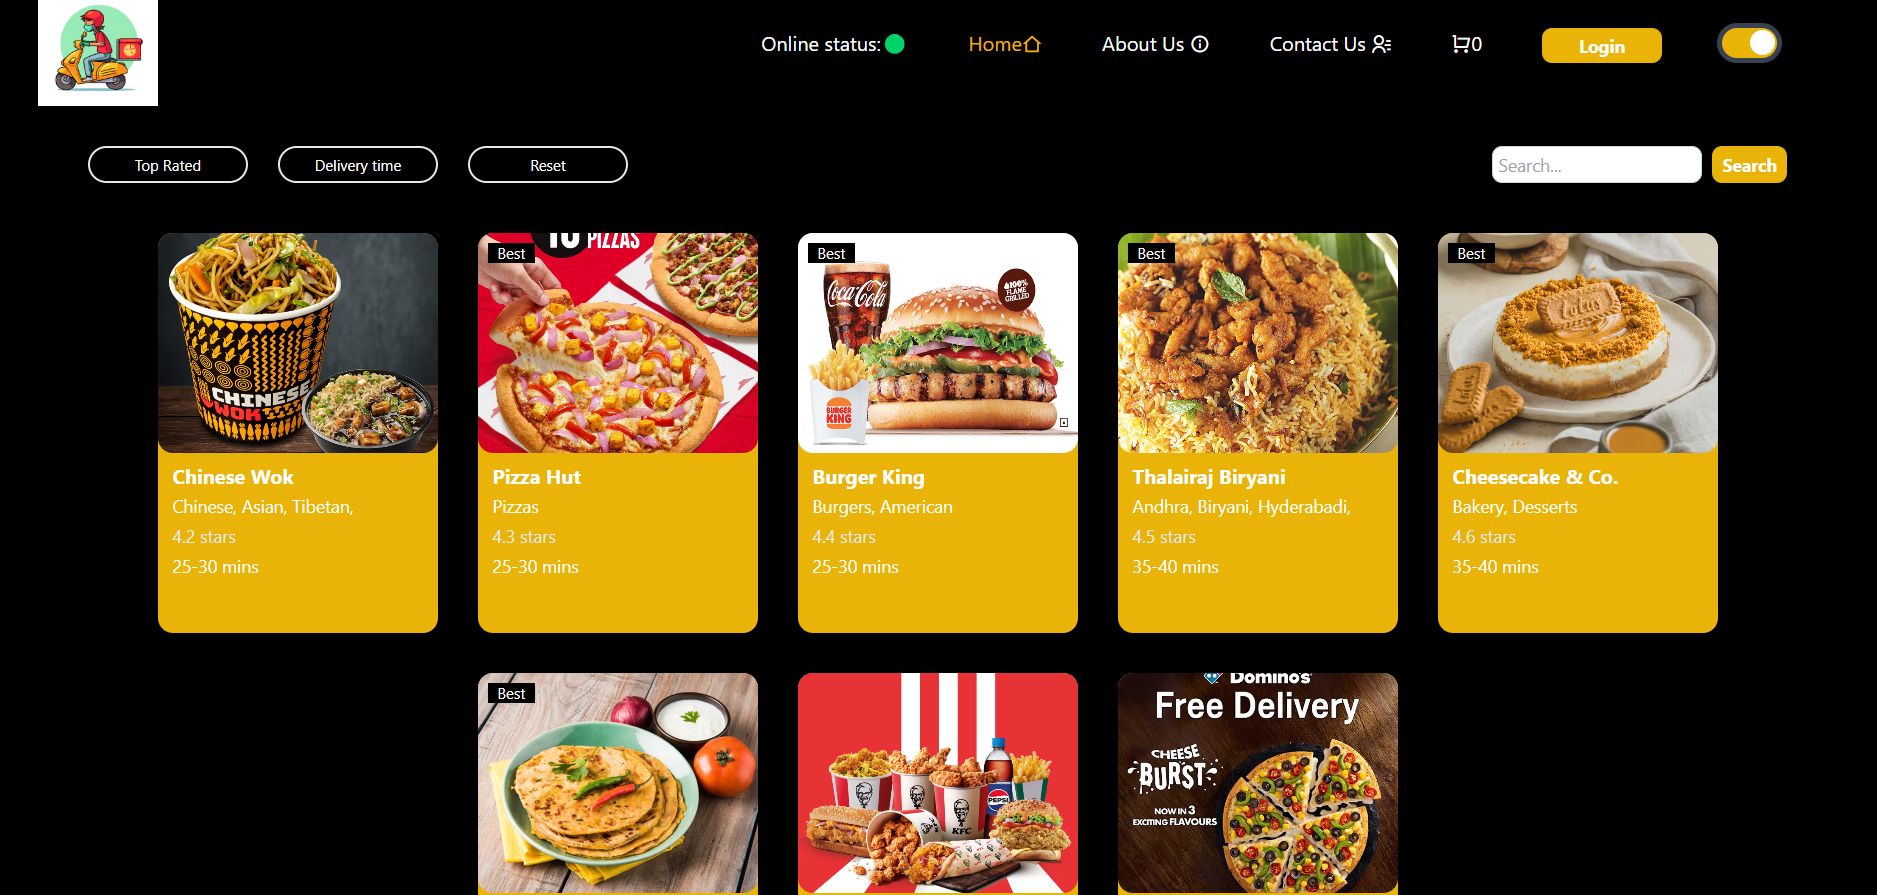 Online status:
Home
About Us
Contact Us
0
Login
Top Rated
Delivery time
Reset
Search...
Search
CHINESE
WOK
Chinese Wok
Chinese, Asian, Tibetan,
4.2 stars
25-30 mins
Best
10 PIZZAS
Pizza Hut
Pizzas
4.3 stars
25-30 mins
Best
Coca-Cola
100%
FLAME
GRILLED
BURGER
KING
Burger King
Burgers, American
4.4 stars
25-30 mins
Best
Thalairaj Biryani
Andhra, Biryani, Hyderabadi,
4.5 stars
35-40 mins
Best
Lotus
Lotus
Cheesecake & Co.
Bakery, Desserts
4.6 stars
35-40 mins
Best
PEPSI
KFC
Domino's
Free Delivery
CHEESE
BURST
NOW IN 3
EXCITING FLAVOURS